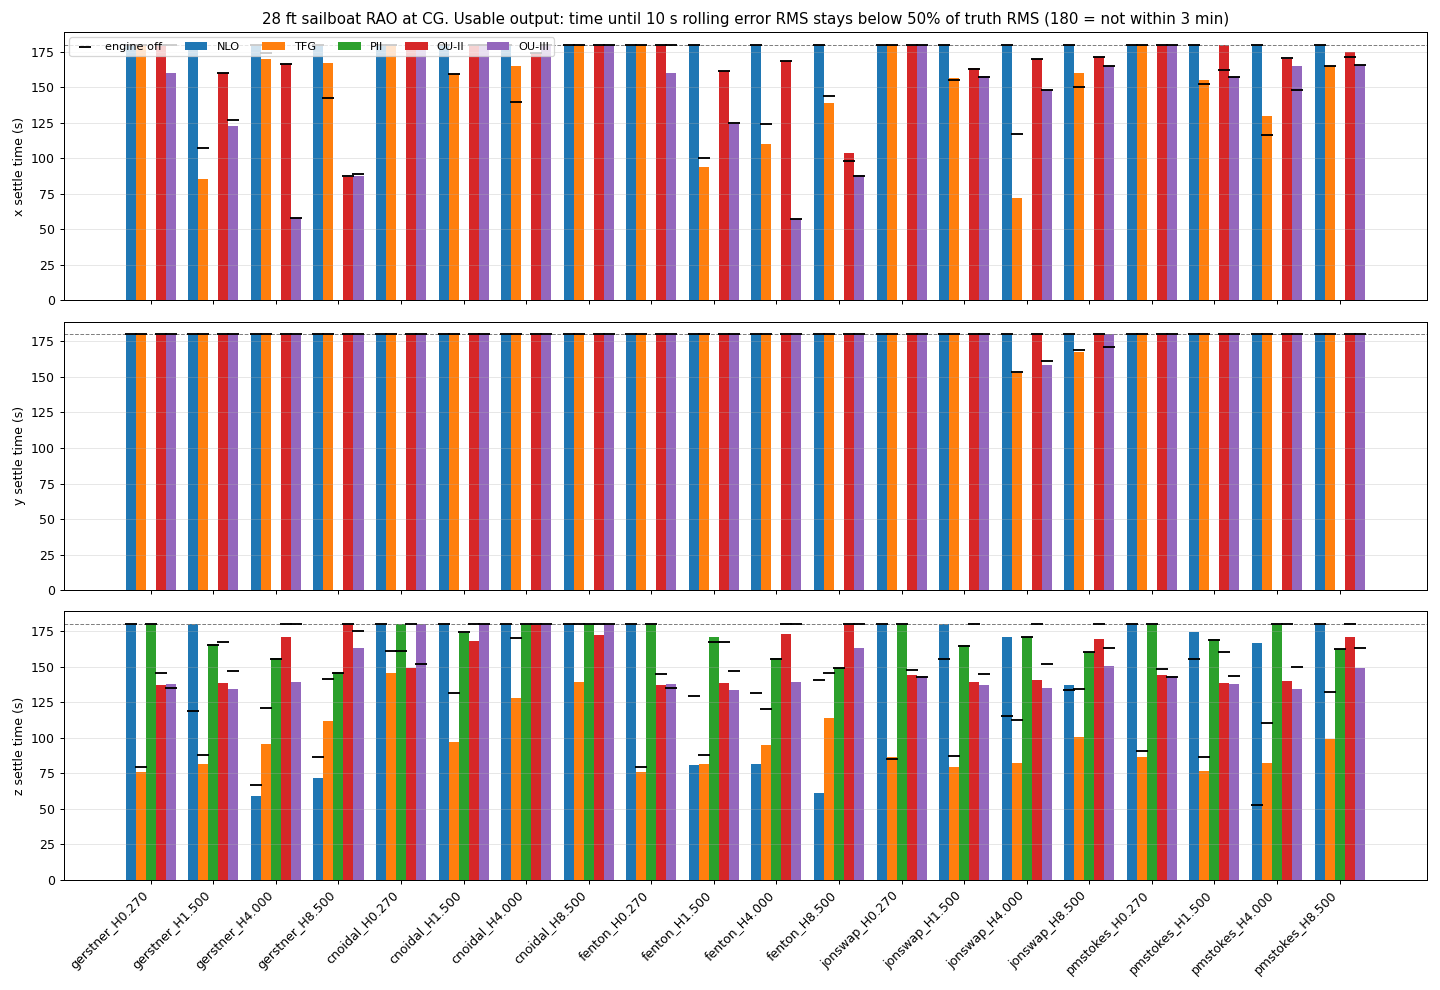 28 ft sailboat RAO at CG. Usable output: time until 10 s rolling error RMS stays below 50% of truth RMS (180 = not within 3 min)
engine off NLO TFG PII OU-II OU-III
x settle time (s)
175
150
125
100
75
50
25
0
y settle time (s)
175
150
125
100
75
50
25
0
z settle time (s)
175
150
125
100
75
50
25
0
gerstner_H0.270
gerstner_H1.500
gerstner_H4.000
gerstner_H8.500
cnoidal_H0.270
cnoidal_H1.500
cnoidal_H4.000
cnoidal_H8.500
fenton_H0.270
fenton_H1.500
fenton_H4.000
fenton_H8.500
jonswap_H0.270
jonswap_H1.500
jonswap_H4.000
jonswap_H8.500
pmstokes_H0.270
pmstokes_H1.500
pmstokes_H4.000
pmstokes_H8.500